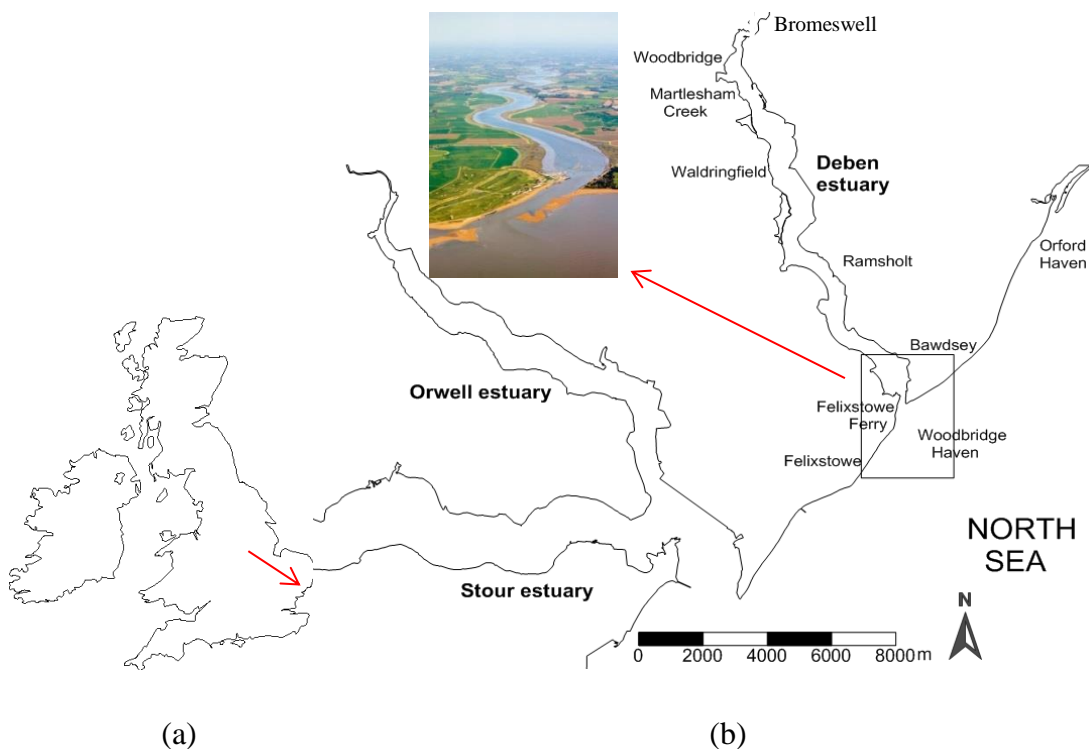 Bromeswell
Woodbridge
Martlesham
Creek
Deben
estuary
Waldringfield
Orford
Haven
Ramsholt
Bawdsey
Orwell estuary
Felixstowe
Ferry
Woodbridge
Haven
Felixstowe
NORTH
SEA
Stour estuary
N
0 2000 4000 6000 8000 m
(a) (b)